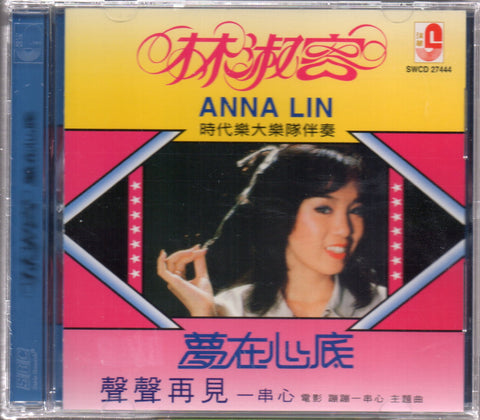 林淑容
SWCD 27444
ANNA LIN
時代樂大樂隊伴奏
夢在心底
聲聲再見 一串心 電影 蹦蹦一串心 主題曲